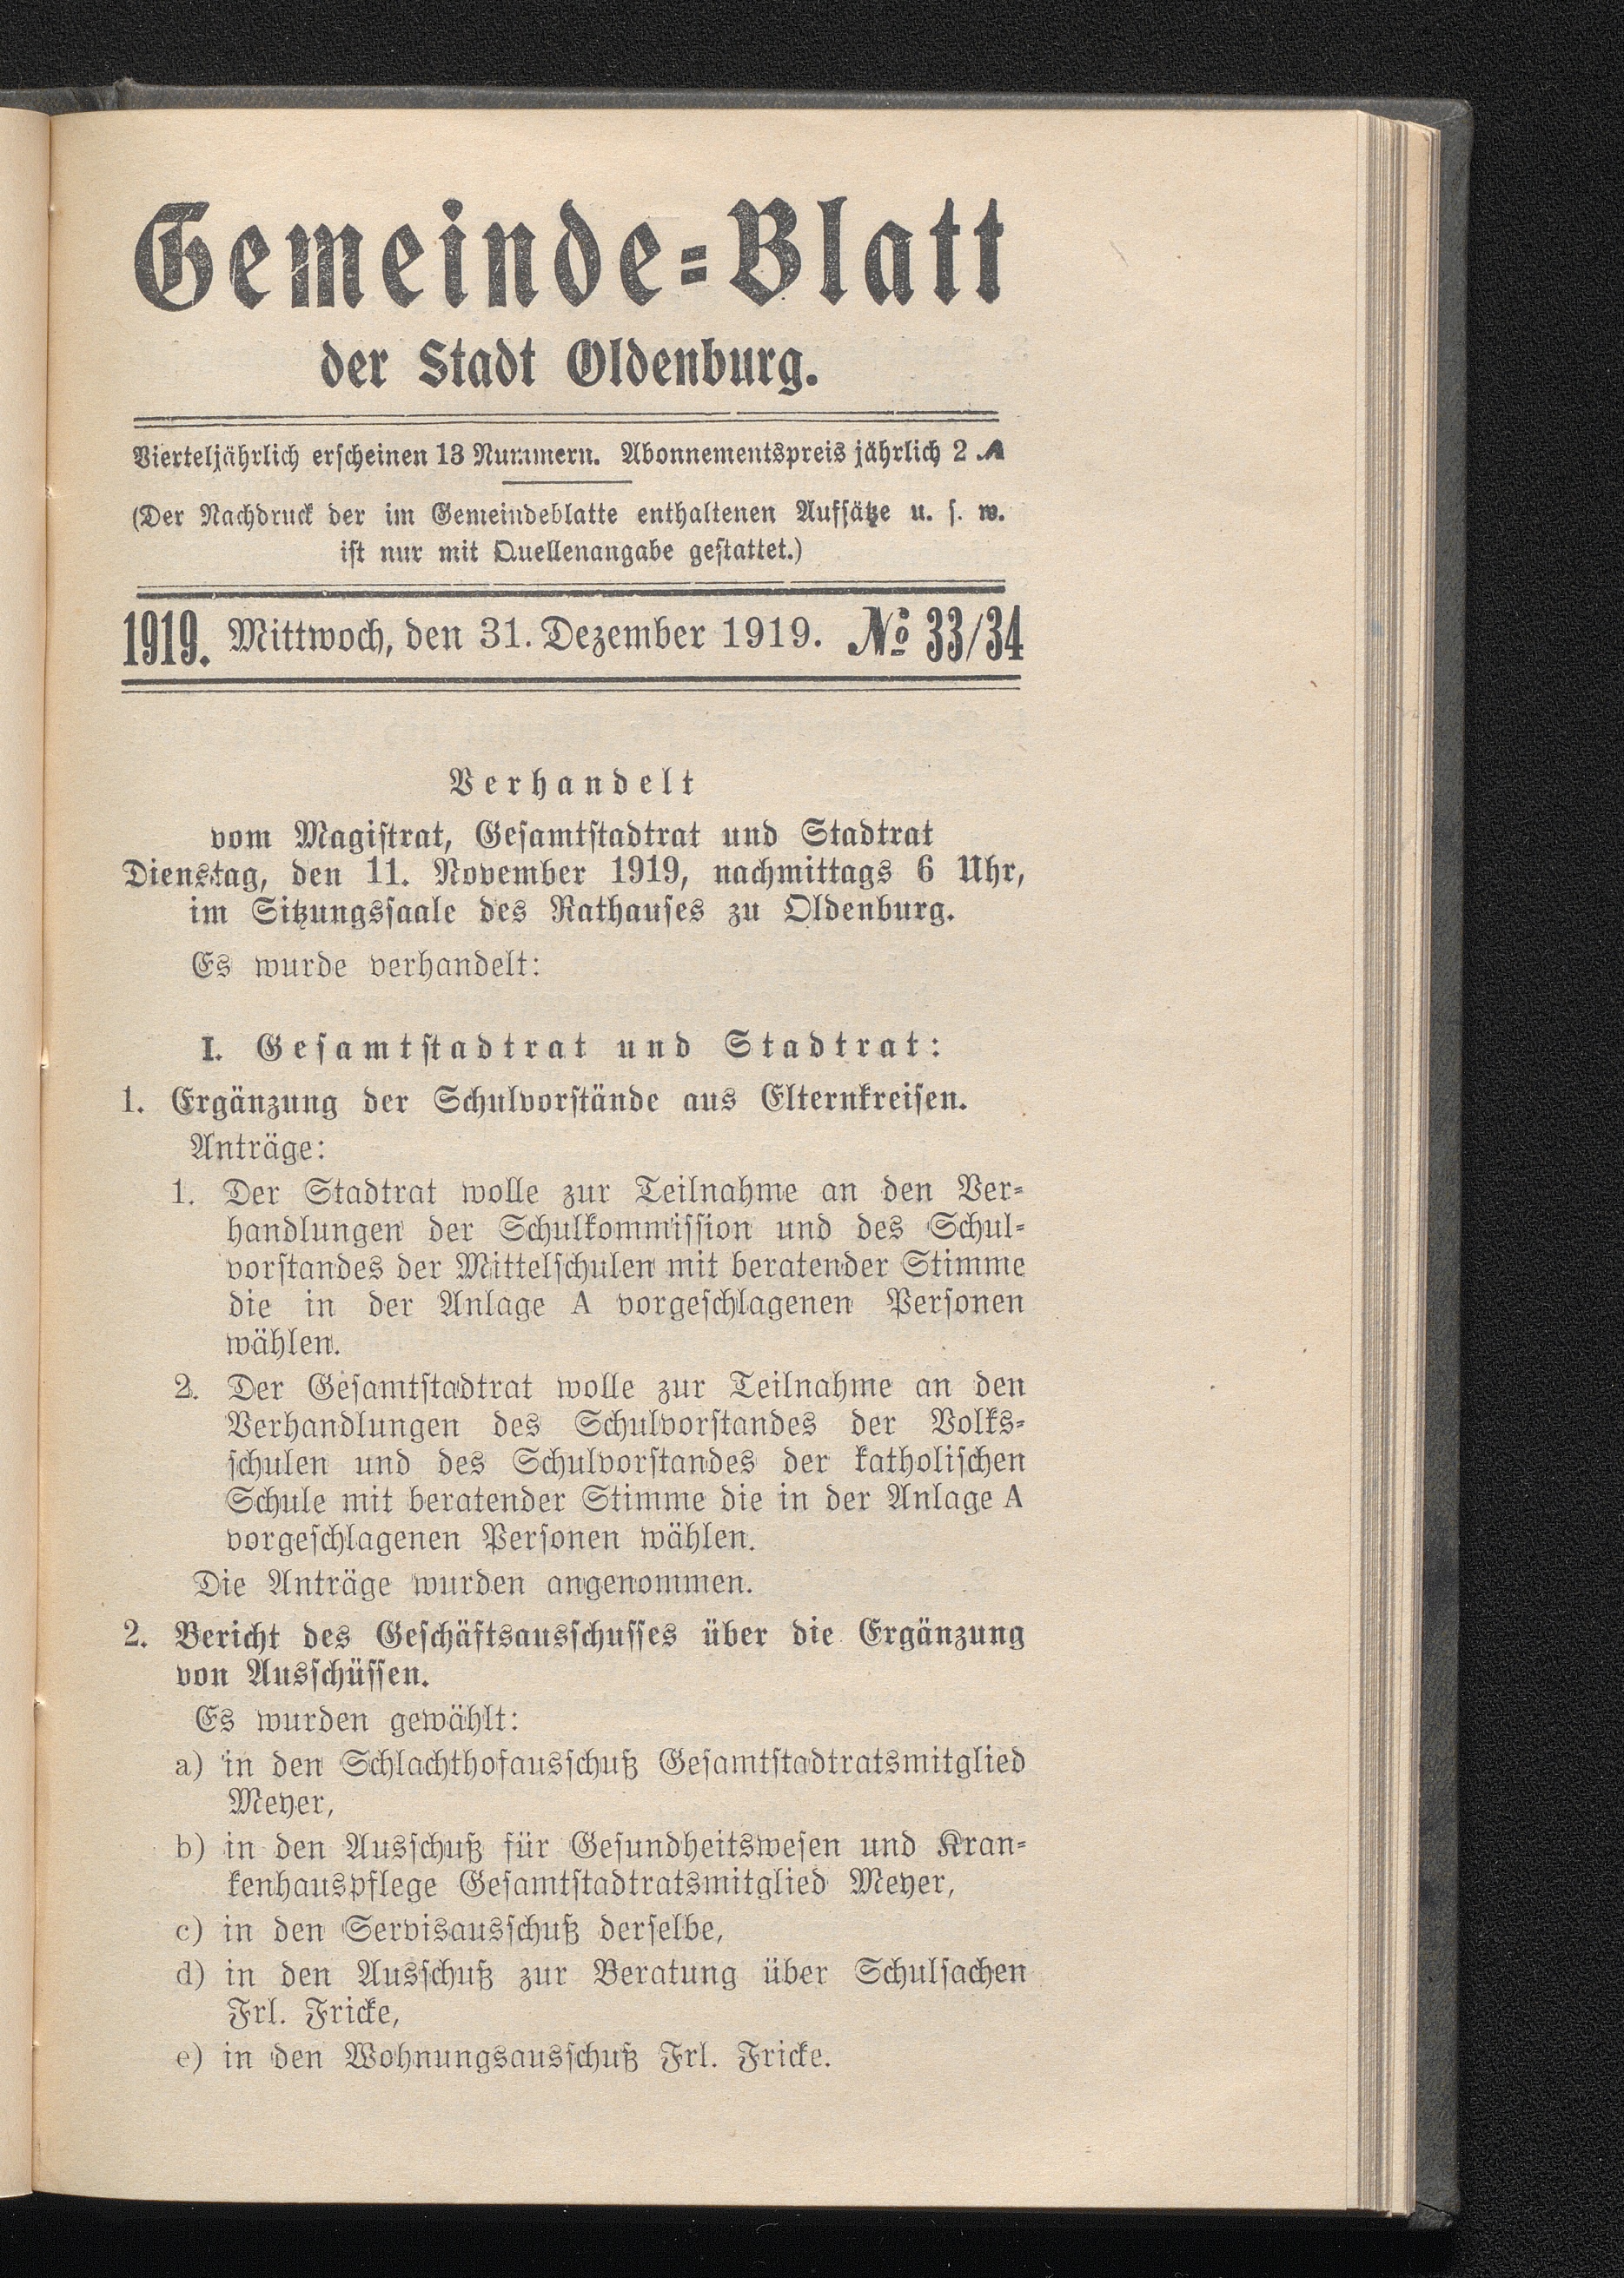 Gemeinde-Blatt
der Stadt Oldenburg.
Vierteljährlich erscheinen 13 Nummern. Abonnementspreis jährlich 2 ℳ
(Der Nachdruck der im Gemeindeblatte enthaltenen Aufsätze u. s. w.
ist nur mit Quellenangabe gestattet.)
1919. Mittwoch, den 31. Dezember 1919. № 33/34
Verhandelt
vom Magistrat, Gesamtstadtrat und Stadtrat
Dienstag, den 11. November 1919, nachmittags 6 Uhr,
im Sitzungssaale des Rathauses zu Oldenburg.
Es wurde verhandelt:
I. Gesamtstadtrat und Stadtrat:
1. Ergänzung der Schulvorstände aus Elternkreisen.
Anträge:
1. Der Stadtrat wolle zur Teilnahme an den Ver-
handlungen der Schulkommission und des Schul-
vorstandes der Mittelschulen mit beratender Stimme
die in der Anlage A vorgeschlagenen Personen
wählen.
2. Der Gesamtstadtrat wolle zur Teilnahme an den
Verhandlungen des Schulvorstandes der Volks-
schulen und des Schulvorstandes der katholischen
Schule mit beratender Stimme die in der Anlage A
vorgeschlagenen Personen wählen.
Die Anträge wurden angenommen.
2. Bericht des Geschäftsausschusses über die Ergänzung
von Ausschüssen.
Es wurden gewählt:
a) in den Schlachthofausschuß Gesamtstadtratsmitglied
Meyer,
b) in den Ausschuß für Gesundheitswesen und Kran-
kenhauspflege Gesamtstadtratsmitglied Meyer,
c) in den Servisausschuß derselbe,
d) in den Ausschuß zur Beratung über Schulsachen
Frl. Fricke,
e) in den Wohnungsausschuß Frl. Fricke.